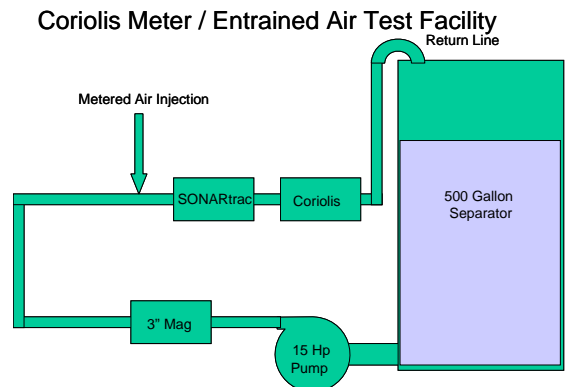 Coriolis Meter / Entrained Air Test Facility
Return Line
Metered Air Injection
SONARtrac
Coriolis
500 Gallon
Separator
3" Mag
15 Hp
Pump